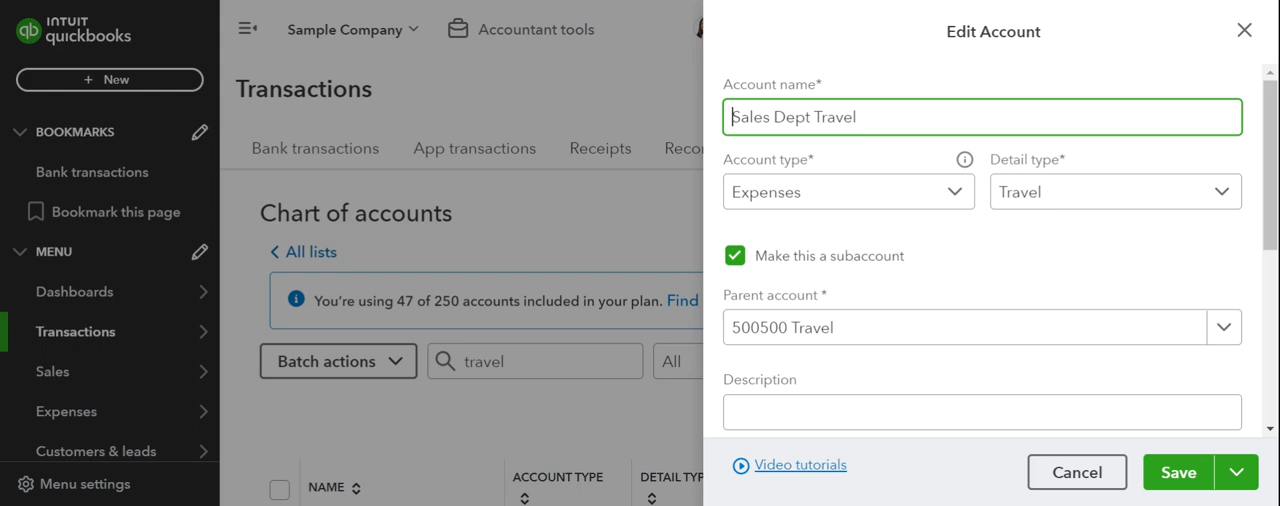 INTUIT
quickbooks
qb
+ New
BOOKMARKS
Bank transactions
Bookmark this page
MENU
Dashboards
Transactions
Sales
Expenses
Customers & leads
Menu settings
Sample Company
Accountant tools
Transactions
Bank transactions App transactions Receipts Recor
Chart of accounts
All lists
You're using 47 of 250 accounts included in your plan. Find
Batch actions travel All
NAME ACCOUNT TYPE DETAIL TYP
Edit Account
Account name*
Sales Dept Travel
Account type* Detail type*
Expenses Travel
Make this a subaccount
Parent account *
500500 Travel
Description
Video tutorials Cancel Save